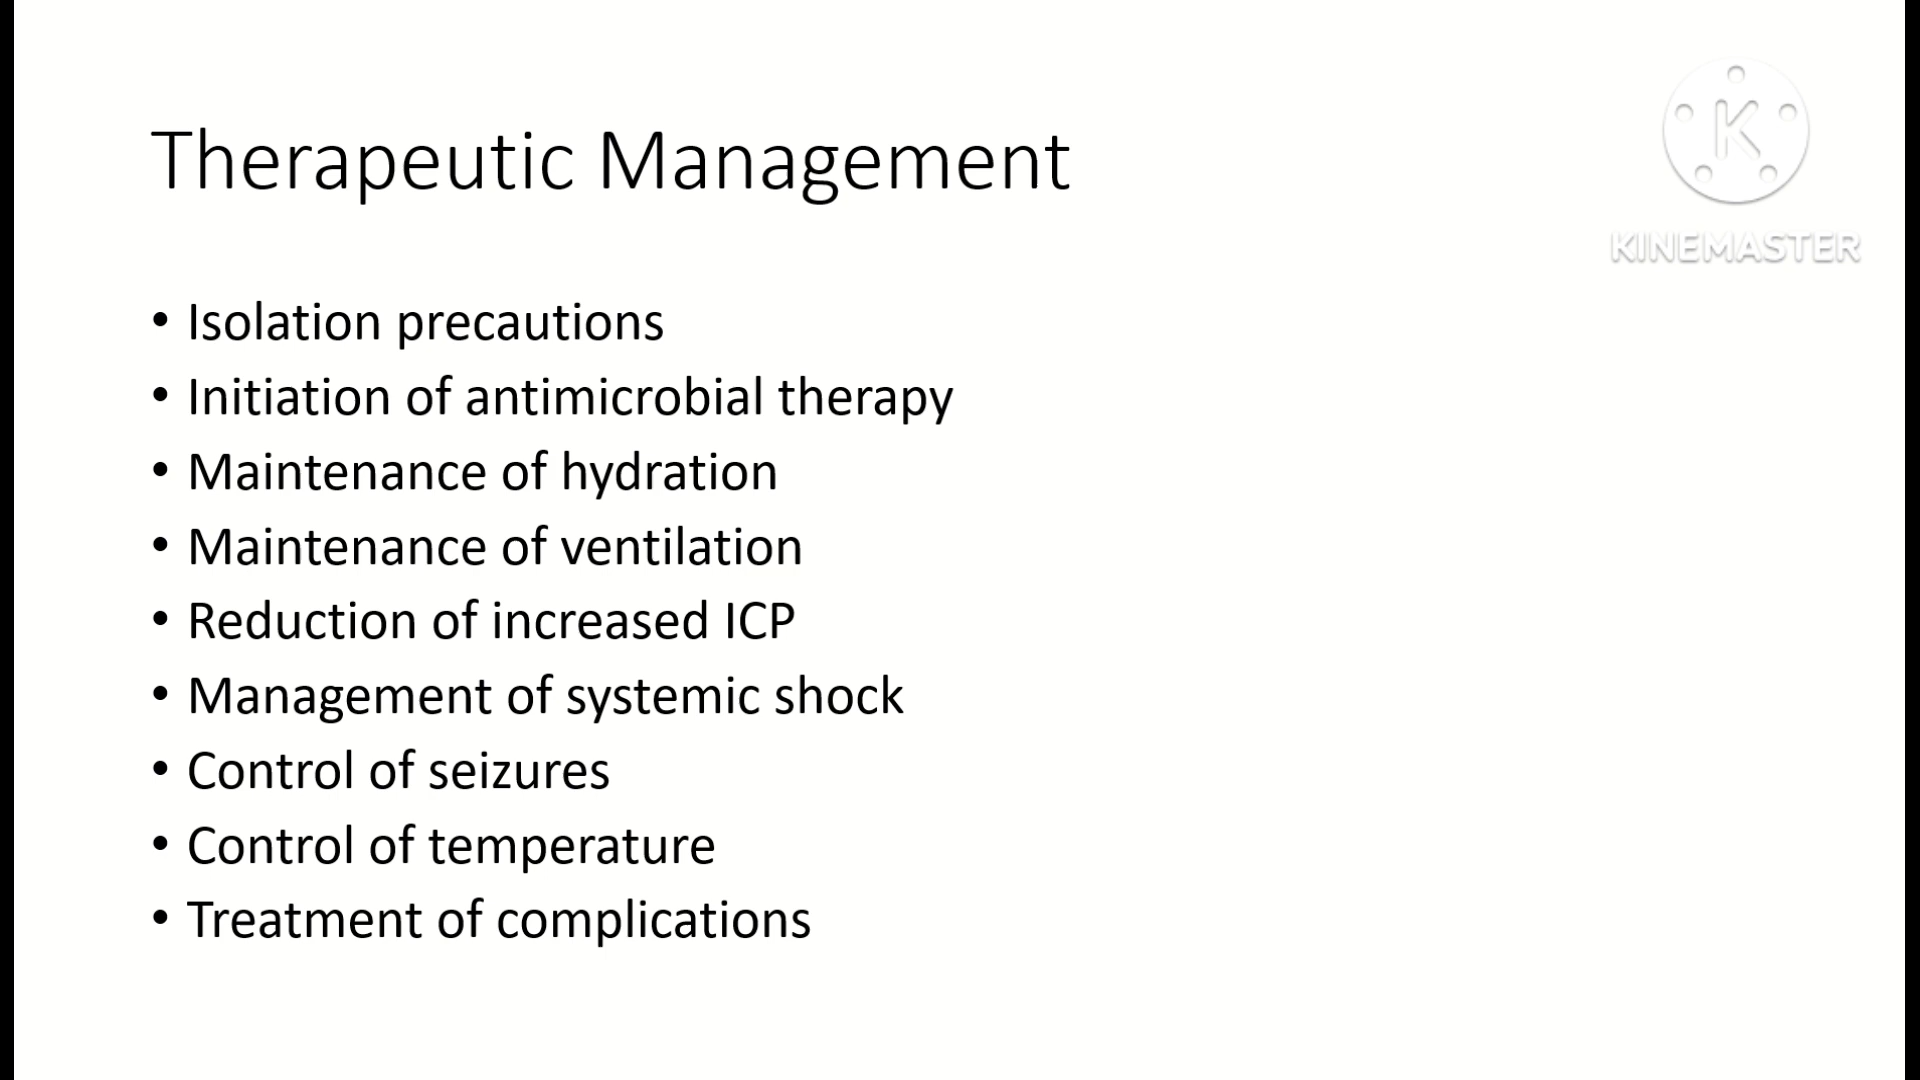 Therapeutic Management
K
KINEMASTER
• Isolation precautions
• Initiation of antimicrobial therapy
• Maintenance of hydration
• Maintenance of ventilation
• Reduction of increased ICP
• Management of systemic shock
• Control of seizures
• Control of temperature
• Treatment of complications